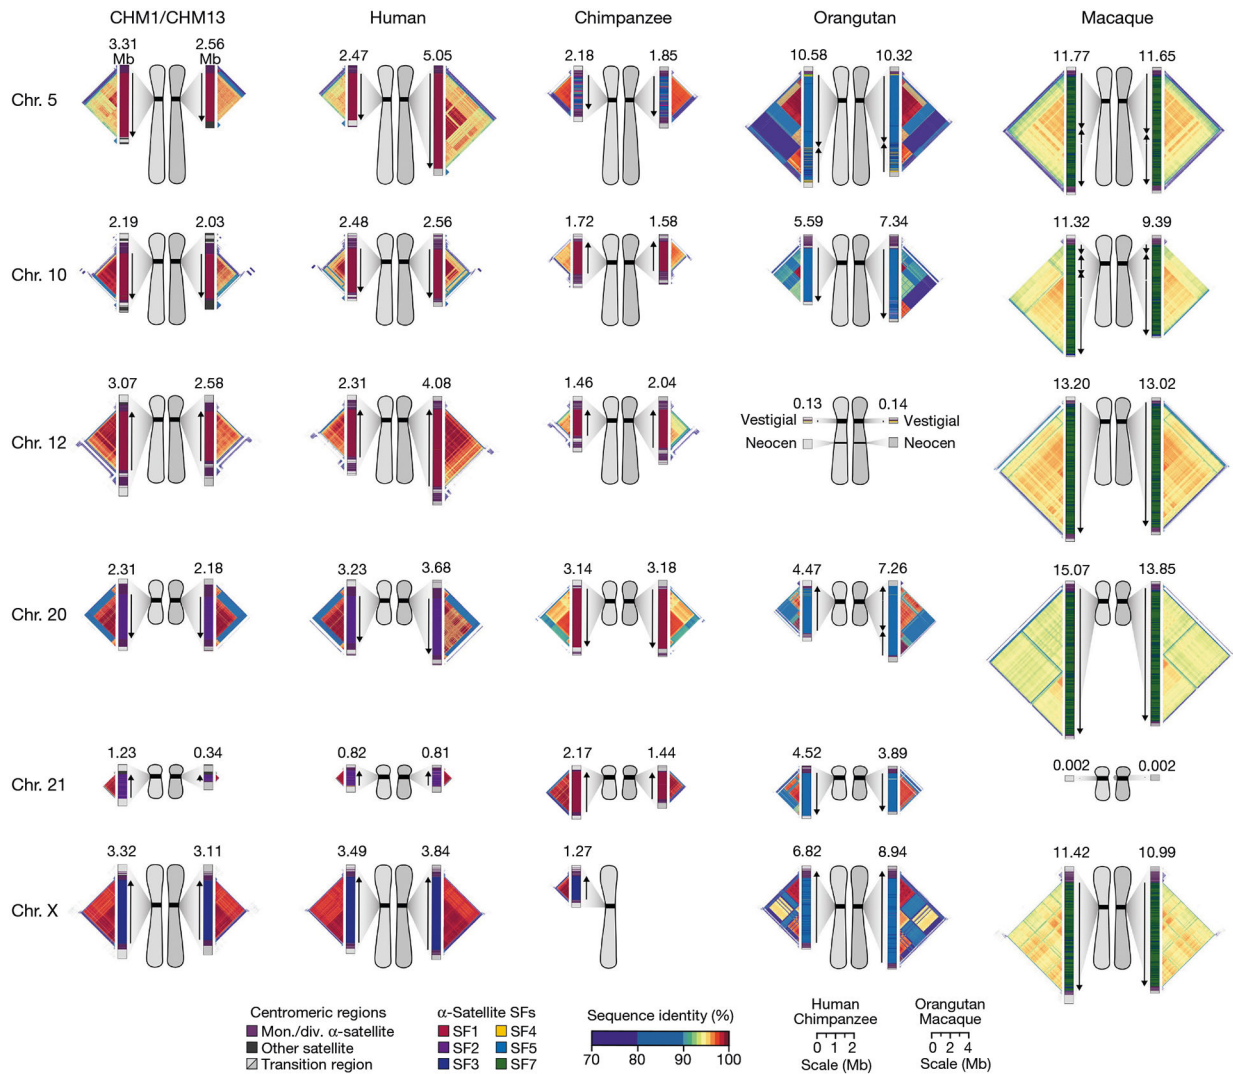 CHM1/CHM13 Human Chimpanzee Orangutan Macaque
3.31 Mb 2.56 Mb 2.47 5.05 2.18 1.85 10.58 10.32 11.77 11.65
Chr. 5
2.19 2.03 2.48 2.56 1.72 1.58 5.59 7.34 11.32 9.39
Chr. 10
3.07 2.58 2.31 4.08 1.46 2.04 0.13 0.14 13.20 13.02
Vestigial Vestigial
Chr. 12 Neocen Neocen
2.31 2.18 3.23 3.68 3.14 3.18 4.47 7.26 15.07 13.85
Chr. 20
1.23 0.34 0.82 0.81 2.17 1.44 4.52 3.89 0.002 0.002
Chr. 21
3.32 3.11 3.49 3.84 1.27 6.82 8.94 11.42 10.99
Chr. X
Centromeric regions
Mon./div. α-satellite
Other satellite
Transition region
α-Satellite SFs
SF1 SF4
SF2 SF5
SF3 SF7
Sequence identity (%)
70 80 90 100
Human
Chimpanzee
0 1 2
Scale (Mb)
Orangutan
Macaque
0 2 4
Scale (Mb)